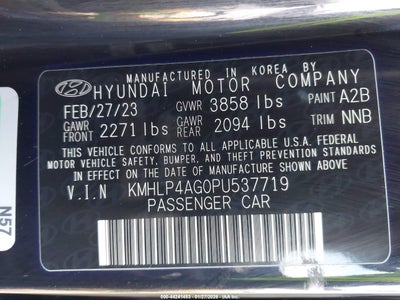 MANUFACTURED IN KOREA BY
HYUNDAI MOTOR COMPANY
FEB/27/23 GVWR 3858 lbs PAINT A2B
GAWR FRONT 2271 lbs GAWR REAR 2094 lbs TRIM NNB
THIS VEHICLE CONFORMS TO ALL APPLICABLE U.S.A. FEDERAL
MOTOR VEHICLE SAFETY, BUMPER, AND THEFT PREVENTION STANDARDS
IN EFFECT ON THE DATE OF MANUFACTURE SHOWN ABOVE.
V.I.N KMHLP4AG0PU537719
PASSENGER CAR
N57